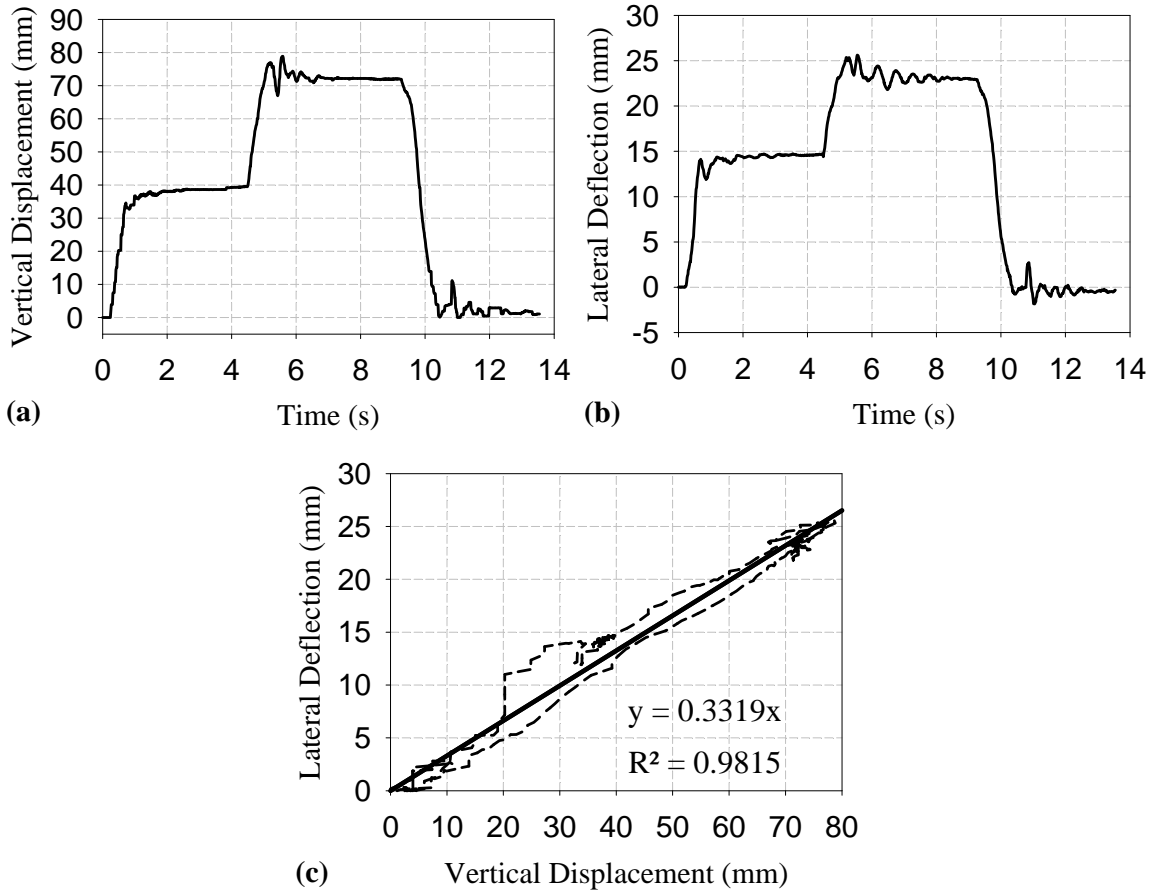 Vertical Displacement (mm)
90
80
70
60
50
40
30
20
10
0
0 2 4 6 8 10 12 14
(a) Time (s)
Lateral Deflection (mm)
30
25
20
15
10
5
0
-5
0 2 4 6 8 10 12 14
(b) Time (s)
Lateral Deflection (mm)
30
25
20
15
10
5
0
y = 0.3319x
R² = 0.9815
0 10 20 30 40 50 60 70 80
(c) Vertical Displacement (mm)